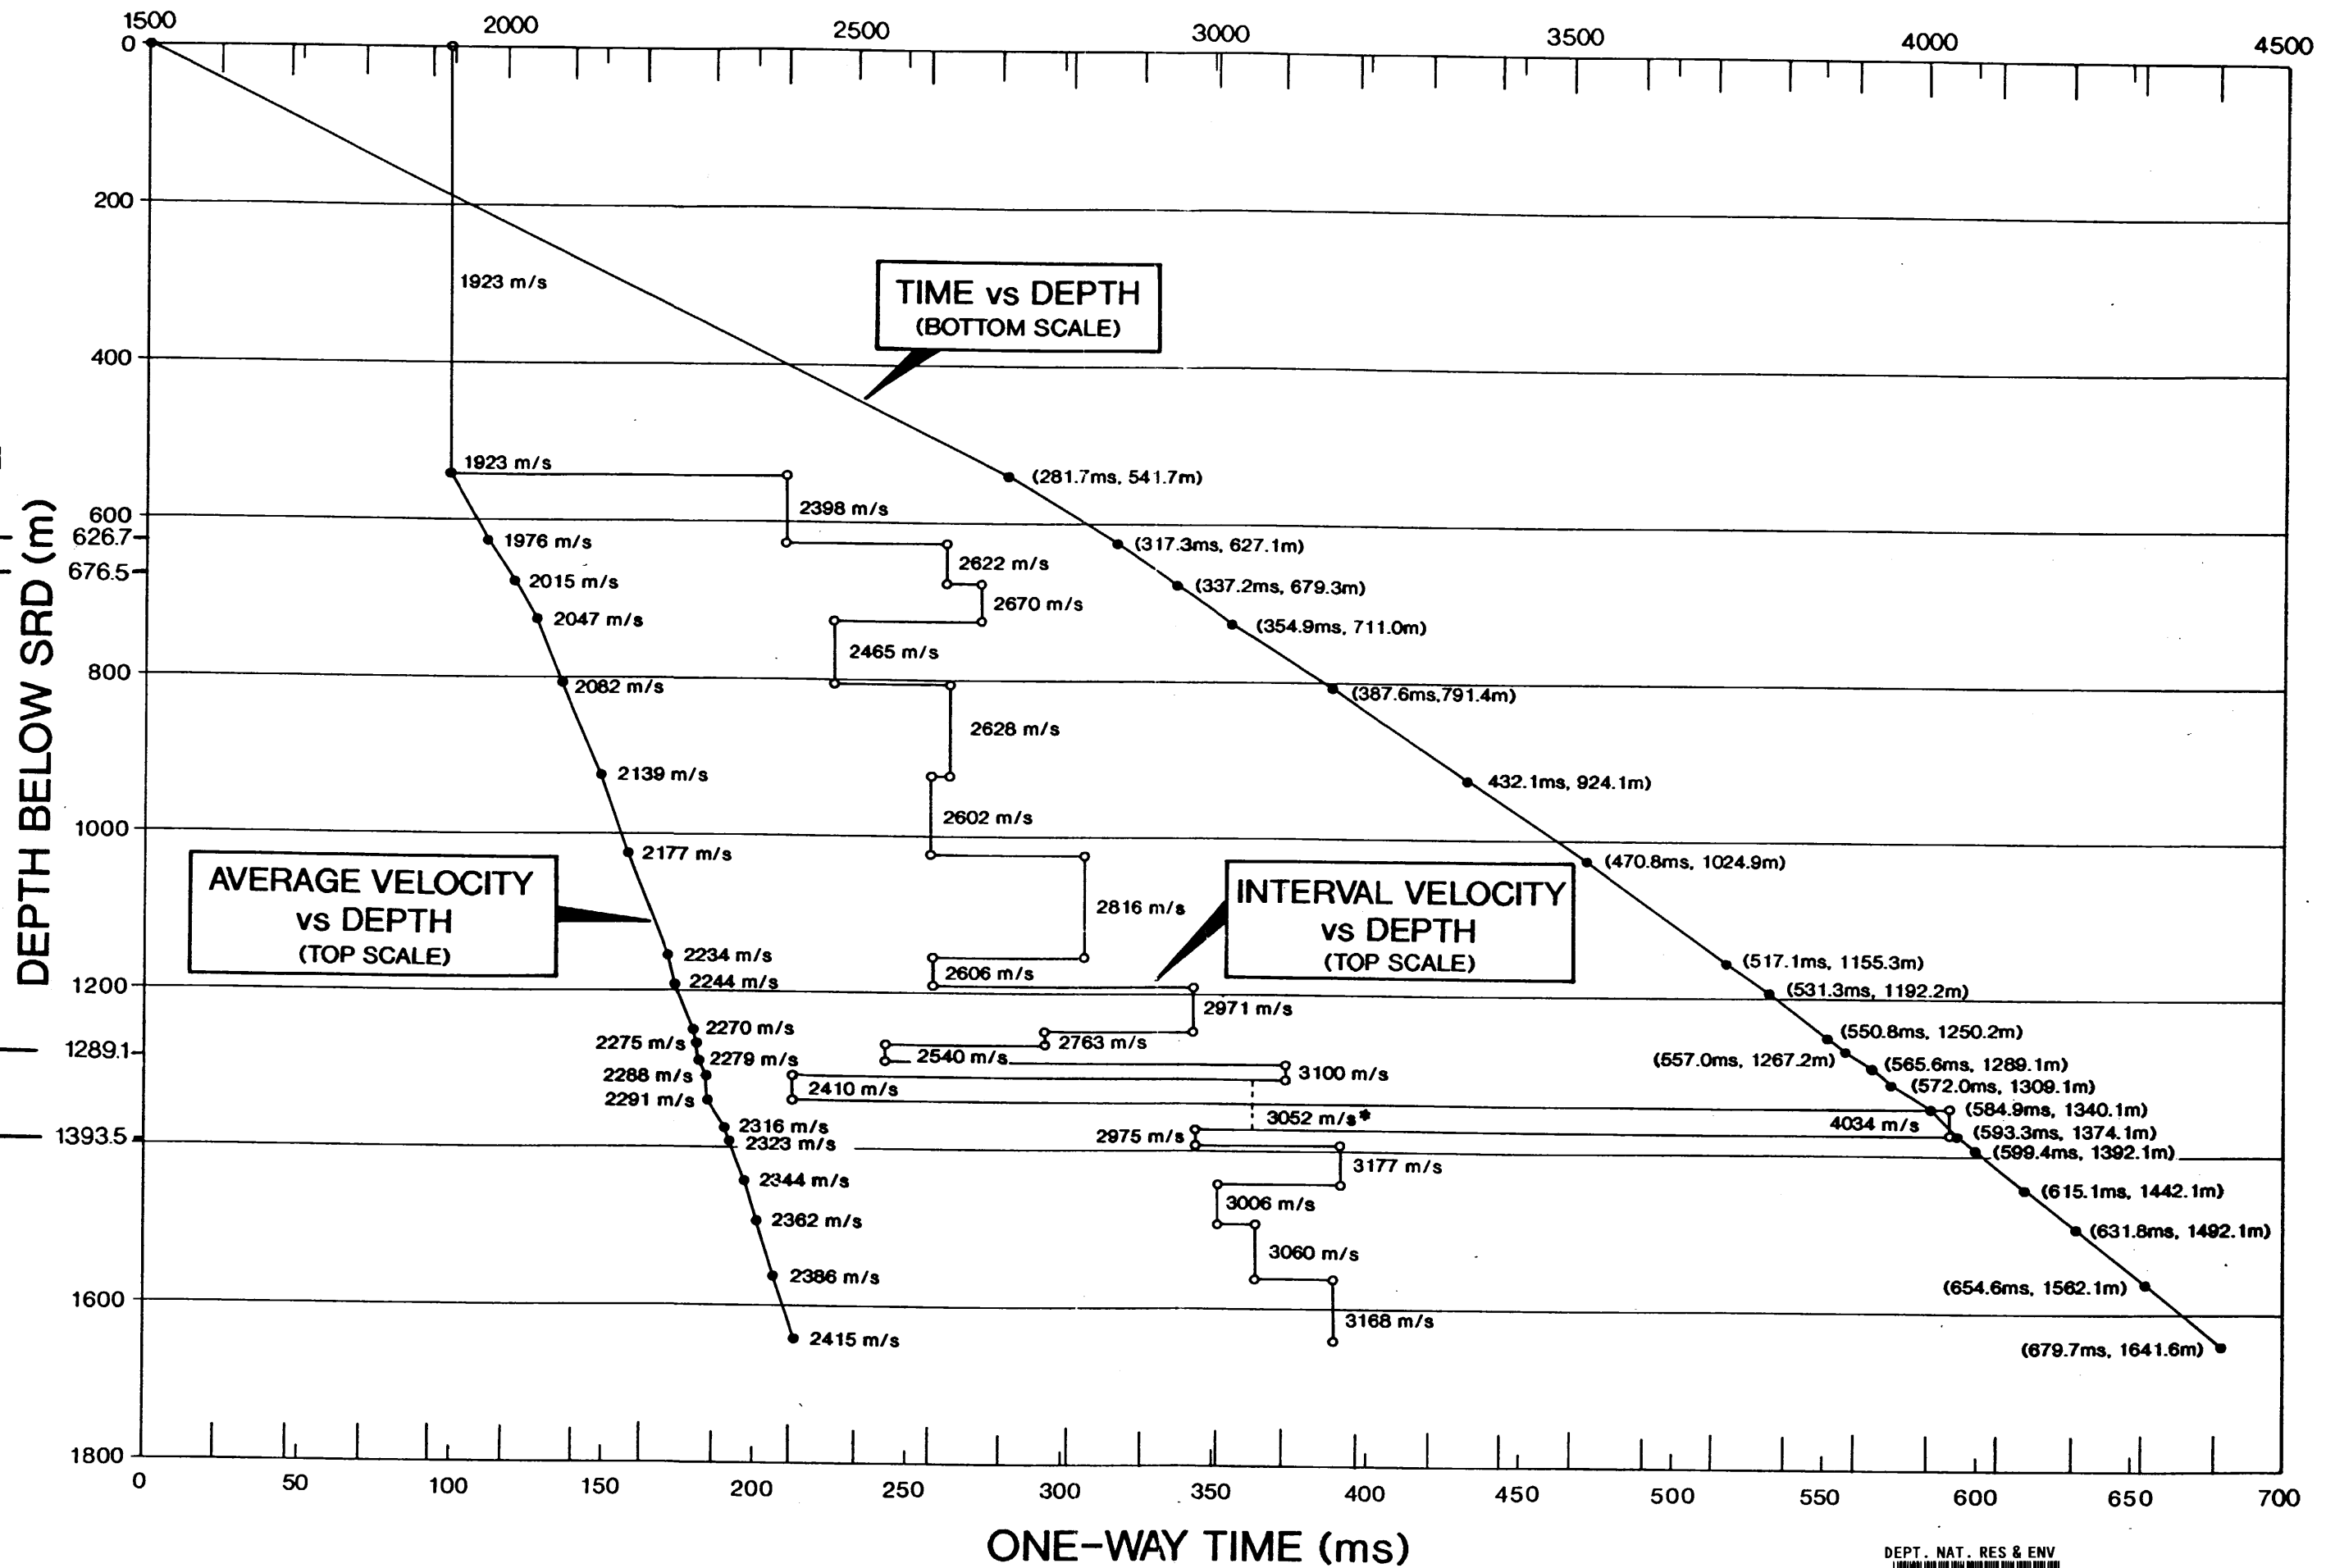 1500 2000 2500 3000 3500 4000 4500
0
200
1923 m/s
TIME vs DEPTH
(BOTTOM SCALE)
400
1923 m/s
(281.7ms, 541.7m)
2398 m/s
600
626.7
1976 m/s
(317.3ms, 627.1m)
2622 m/s
676.5
2015 m/s
(337.2ms, 679.3m)
2670 m/s
2047 m/s
(354.9ms, 711.0m)
2465 m/s
800
2082 m/s
(387.6ms,791.4m)
2628 m/s
2139 m/s
432.1ms, 924.1m)
DEPTH BELOW SRD (m)
1000
2602 m/s
2177 m/s
(470.8ms, 1024.9m)
AVERAGE VELOCITY
vs DEPTH
(TOP SCALE)
INTERVAL VELOCITY
vs DEPTH
(TOP SCALE)
2816 m/s
2234 m/s
(517.1ms, 1155.3m)
2606 m/s
1200
2244 m/s
(531.3ms, 1192.2m)
2971 m/s
2270 m/s
(550.8ms, 1250.2m)
2275 m/s
2763 m/s
1289.1
2279 m/s
2540 m/s
(557.0ms, 1267.2m)
(565.6ms, 1289.1m)
2288 m/s
3100 m/s
(572.0ms, 1309.1m)
2291 m/s
2410 m/s
(584.9ms, 1340.1m)
3052 m/s*
4034 m/s
2316 m/s
1393.5
2975 m/s
(593.3ms, 1374.1m)
2323 m/s
(599.4ms, 1392.1m)
3177 m/s
2344 m/s
(615.1ms, 1442.1m)
3006 m/s
2362 m/s
(631.8ms, 1492.1m)
3060 m/s
2386 m/s
(654.6ms, 1562.1m)
1600
3168 m/s
2415 m/s
(679.7ms, 1641.6m)
1800
0 50 100 150 200 250 300 350 400 450 500 550 600 650 700
ONE-WAY TIME (ms)
DEPT. NAT. RES & ENV